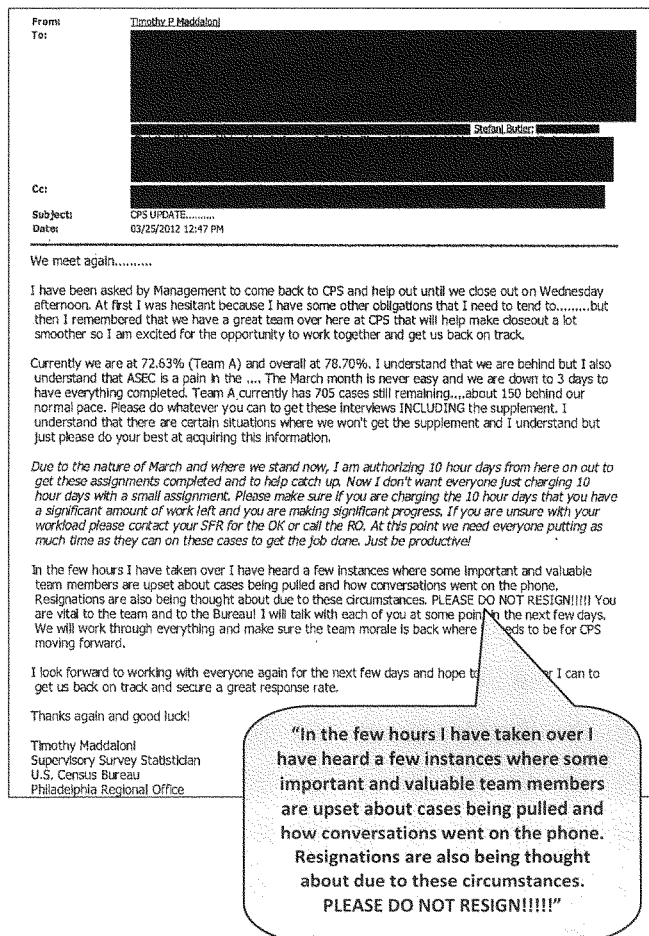 From: Timothy P Maddaloni
To:
Stefani Butler;
Cc:
Subject: CPS UPDATE..........
Date: 03/25/2012 12:47 PM
We meet again..........
I have been asked by Management to come back to CPS and help out until we close out on Wednesday
afternoon. At first I was hesitant because I have some other obligations that I need to tend to.........but
then I remembered that we have a great team over here at CPS that will help make closeout a lot
smoother so I am excited for the opportunity to work together and get us back on track.
Currently we are at 72.63% (Team A) and overall at 78.70%. I understand that we are behind but I also
understand that ASEC is a pain in the .... The March month is never easy and we are down to 3 days to
have everything completed. Team A currently has 705 cases still remaining....about 150 behind our
normal pace. Please do whatever you can to get these interviews INCLUDING the supplement. I
understand that there are certain situations where we won't get the supplement and I understand but
just please do your best at acquiring this information.
Due to the nature of March and where we stand now, I am authorizing 10 hour days from here on out to
get these assignments completed and to help catch up. Now I don't want everyone just charging 10
hour days with a small assignment. Please make sure if you are charging the 10 hour days that you have
a significant amount of work left and you are making significant progress. If you are unsure with your
workload please contact your SFR for the OK or call the RO. At this point we need everyone putting as
much time as they can on these cases to get the job done. Just be productive!
In the few hours I have taken over I have heard a few instances where some important and valuable
team members are upset about cases being pulled and how conversations went on the phone.
Resignations are also being thought about due to these circumstances. PLEASE DO NOT RESIGN!!!!! You
are vital to the team and to the Bureau! I will talk with each of you at some point in the next few days.
We will work through everything and make sure the team morale is back where needs to be for CPS
moving forward.
I look forward to working with everyone again for the next few days and hope I can to
get us back on track and secure a great response rate.
Thanks again and good luck!
Timothy Maddaloni
Supervisory Survey Statistician
U.S. Census Bureau
Philadelphia Regional Office
"In the few hours I have taken over I
have heard a few instances where some
important and valuable team members
are upset about cases being pulled and
how conversations went on the phone.
Resignations are also being thought
about due to these circumstances.
PLEASE DO NOT RESIGN!!!!!"